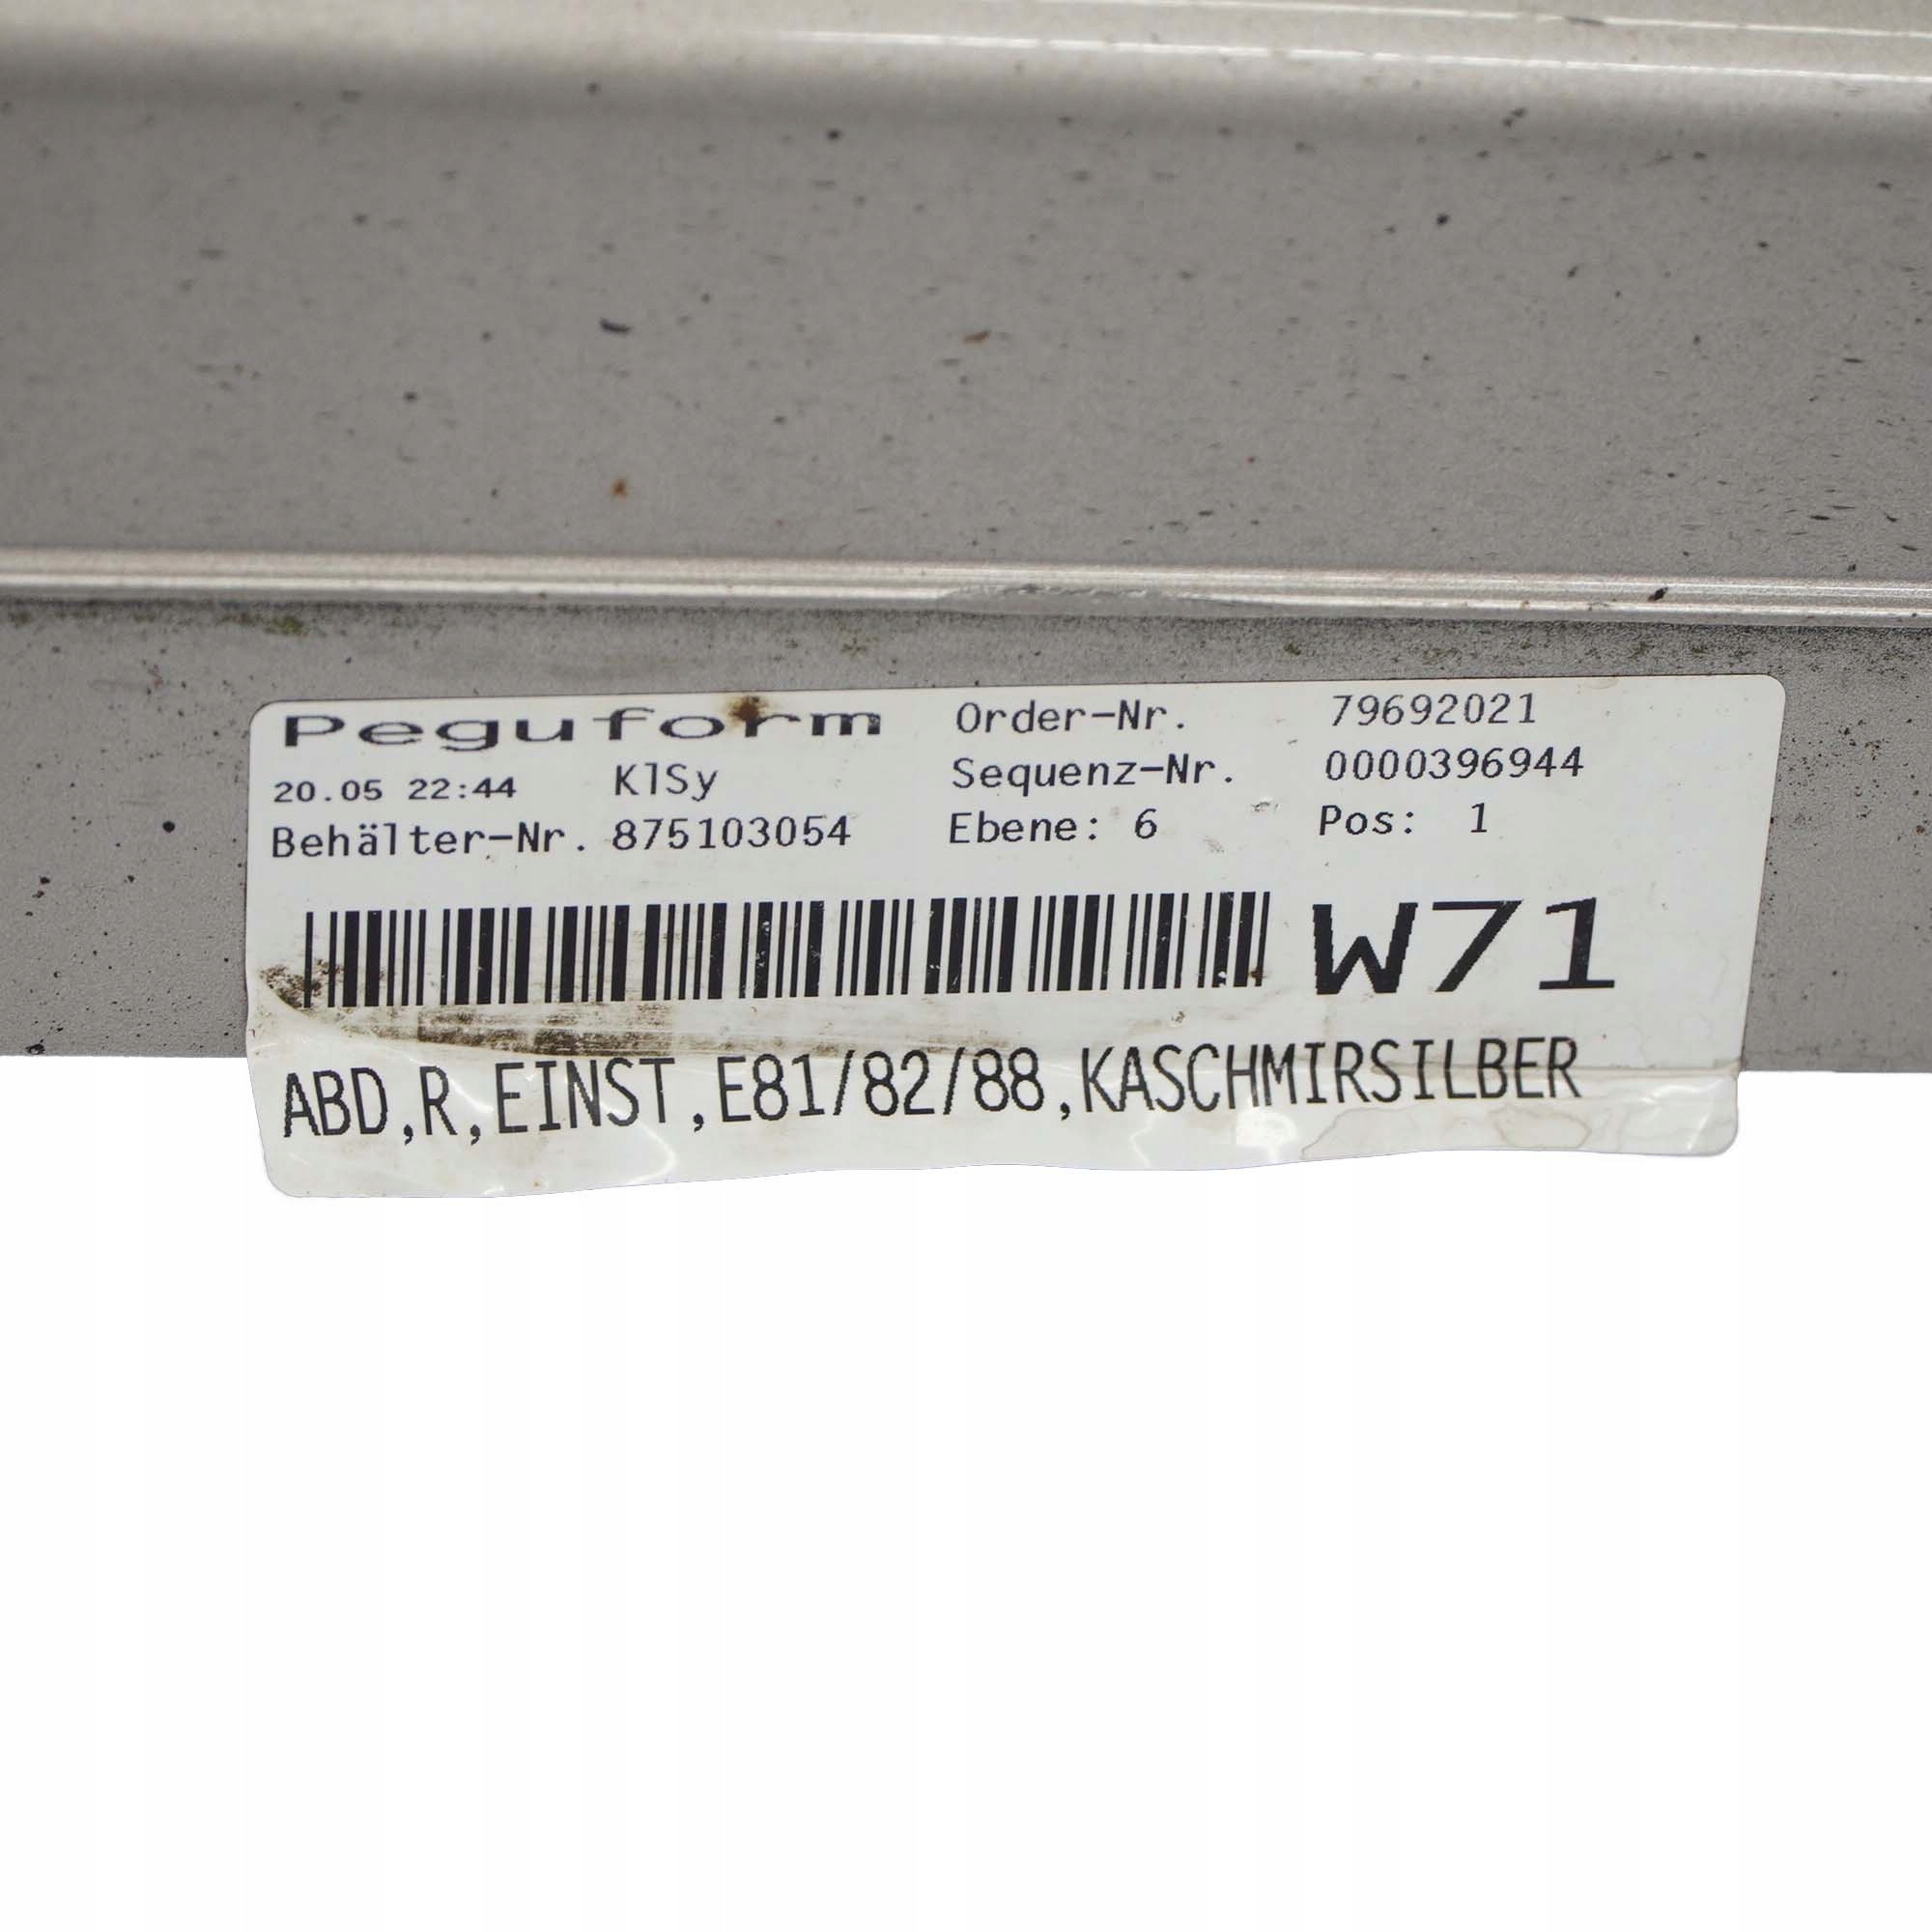 Peguform Order-Nr. 79692021
20.05 22:44 KlSy Sequenz-Nr. 0000396944
Behälter-Nr. 875103054 Ebene: 6 Pos: 1
W71
ABD,R,EINST,E81/82/88,KASCHMIRSILBER